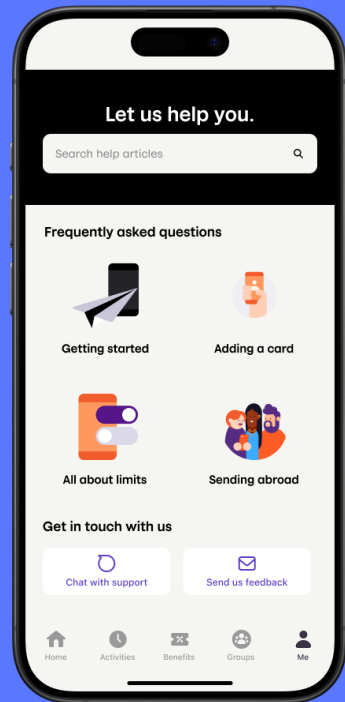 Let us help you.
Search help articles
Frequently asked questions
Getting started
Adding a card
All about limits
Sending abroad
Get in touch with us
Chat with support
Send us feedback
Home
Activities
Benefits
Groups
Me